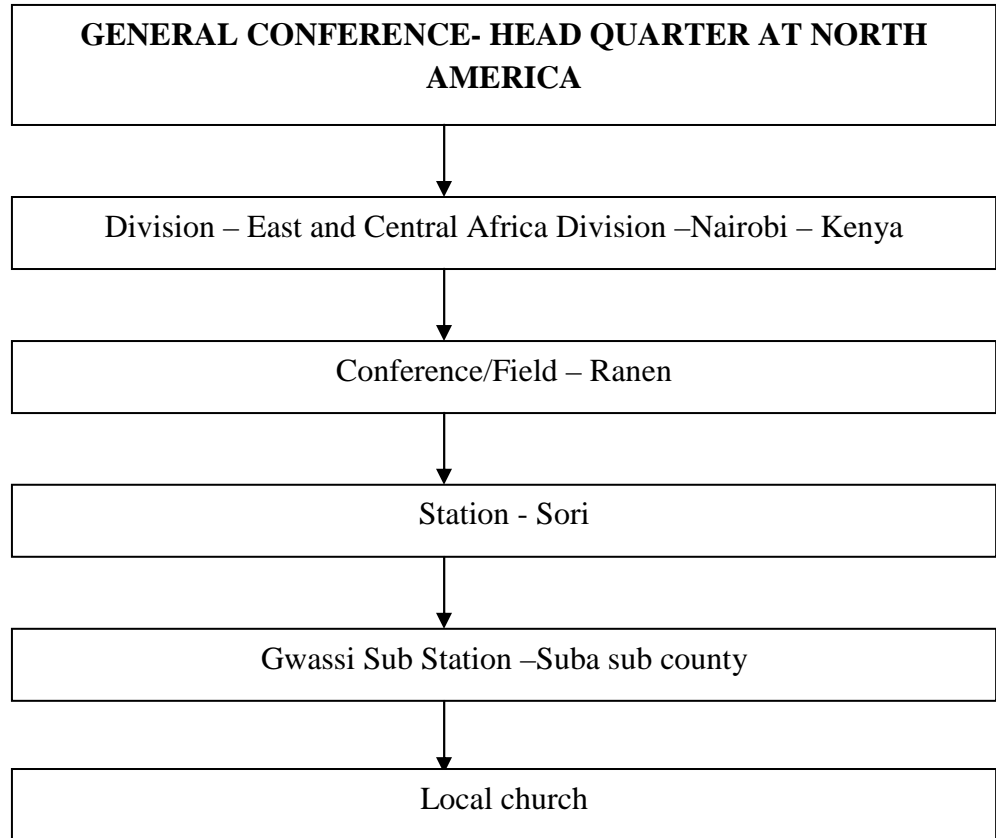 GENERAL CONFERENCE- HEAD QUARTER AT NORTH
AMERICA
Division – East and Central Africa Division –Nairobi – Kenya
Conference/Field – Ranen
Station - Sori
Gwassi Sub Station –Suba sub county
Local church